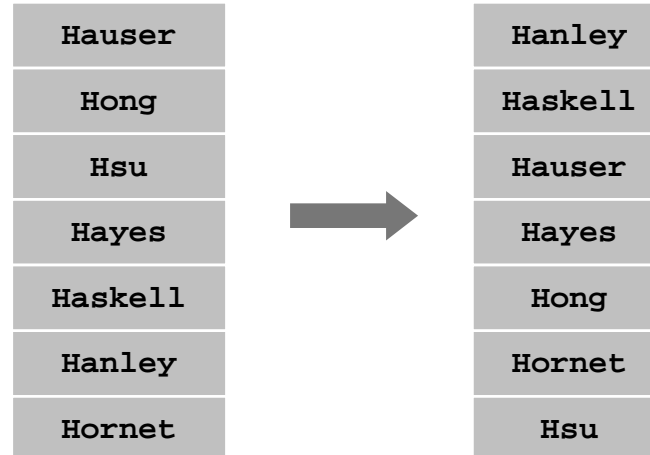 Hauser
Hong
Hsu
Hayes
Haskell
Hanley
Hornet
Hanley
Haskell
Hauser
Hayes
Hong
Hornet
Hsu